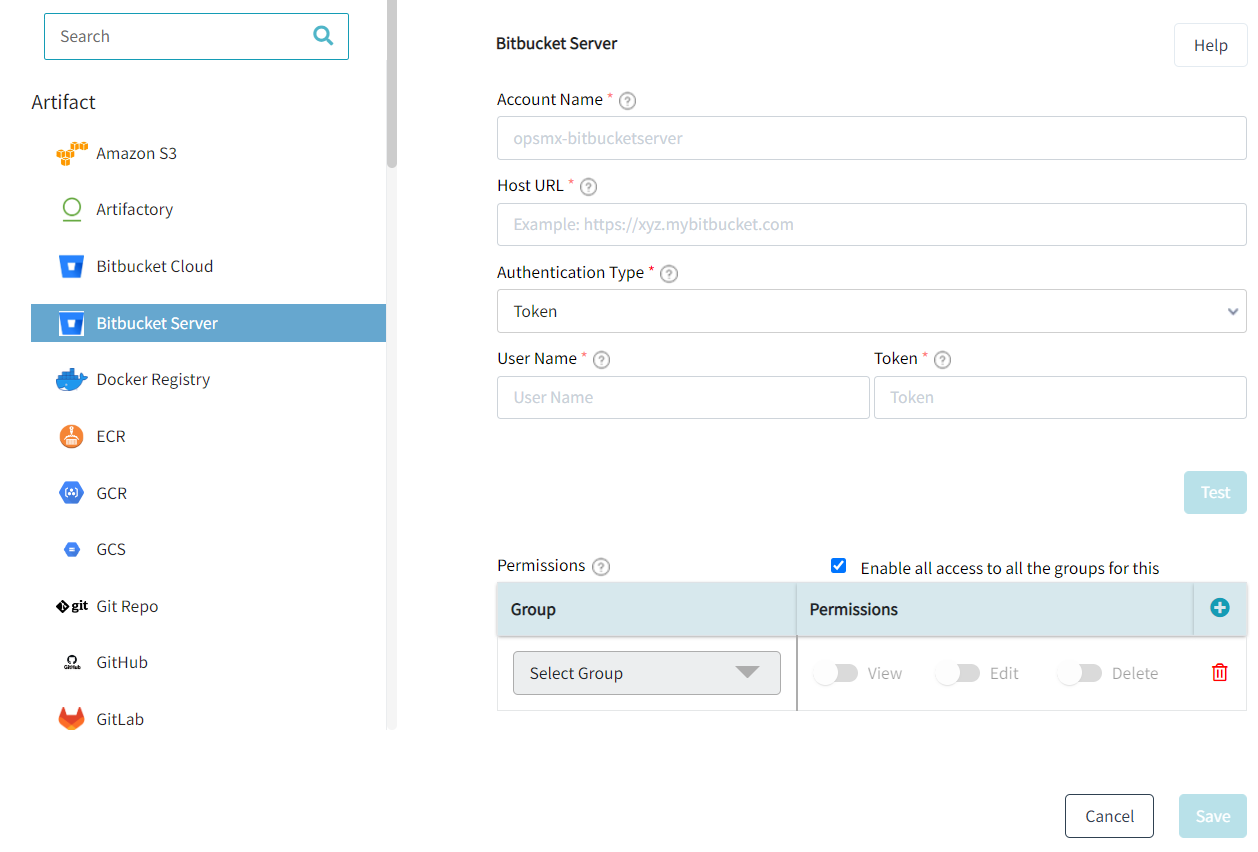 Search
Artifact
Amazon S3
Artifactory
Bitbucket Cloud
Bitbucket Server
Docker Registry
ECR
GCR
GCS
git Git Repo
GitHub GitHub
GitLab
Bitbucket Server
Help
Account Name * ?
opsmx-bitbucketserver
Host URL * ?
Example: https://xyz.mybitbucket.com
Authentication Type * ?
Token
User Name * ? Token * ?
User Name Token
Test
Permissions ? Enable all access to all the groups for this
Group Permissions
Select Group View Edit Delete
Cancel Save